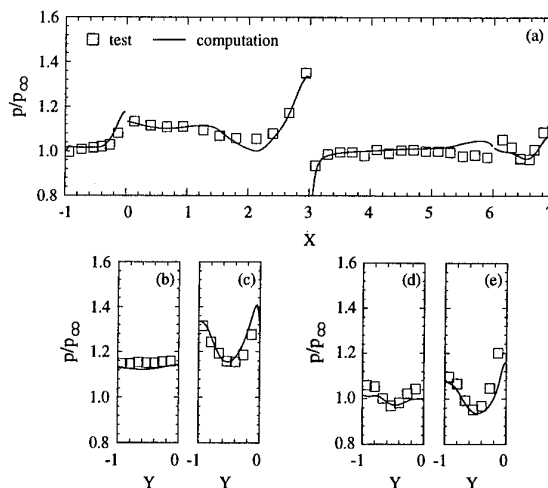 1.6
1.4
1.2
1.0
0.8
p/p∞
test
computation
(a)
-1 0 1 2 3 4 5 6 7
X
1.6
1.4
1.2
1.0
0.8
p/p∞
(b)
(c)
(d)
(e)
1.6
1.4
1.2
1.0
0.8
p/p∞
-1 0 -1 0
Y Y
-1 0 -1 0
Y Y